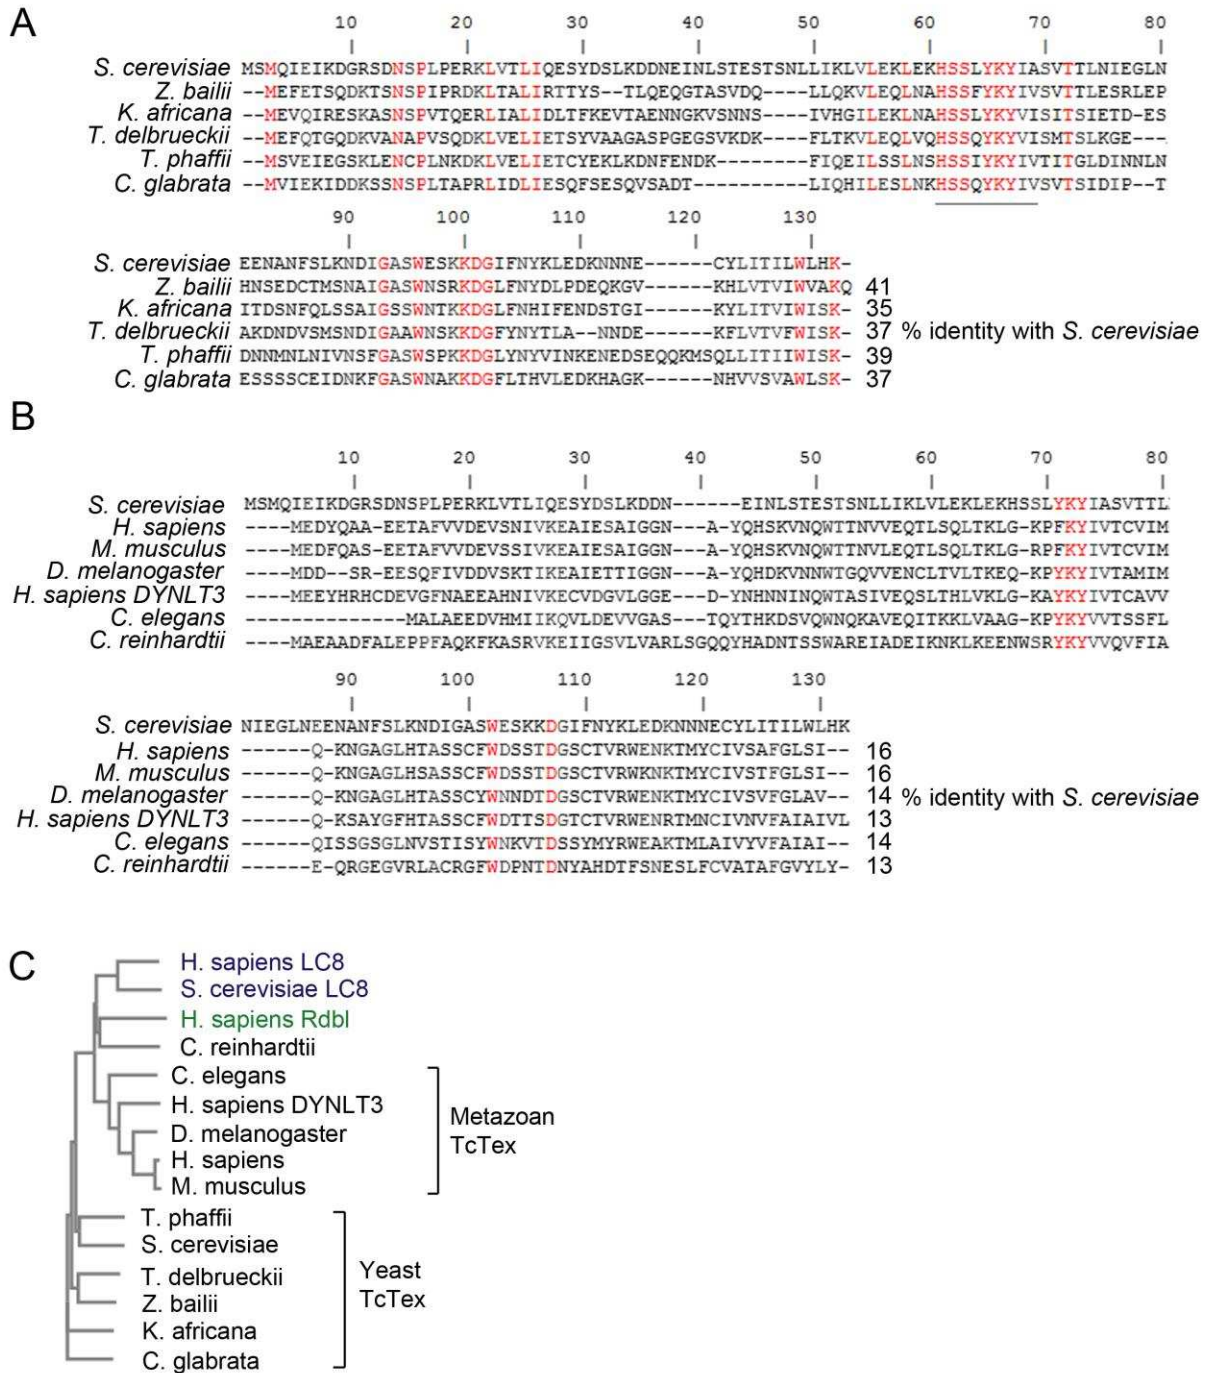 A
10 20 30 40 50 60 70 80
S. cerevisiae MSMQIEIKDGRSDNSPLPERKLVTLIQESYDSLKDDNEINLSTESTSNLLIKLVLEKLEKHSSLYKYIASVTTLNIEGLN
Z. bailii --MEFETSQDKTSNSPIPRDKLTALIRTTYS--TLQEQGTASVDQ----LLQKVLEQLNAHSSFYKYIVSVTTLESRLEP
K. africana --MEVQIRESKASNSPVTQERLIALIDLTFKEVTAENNGKVSNNS----IVHGILEKLNAHSSLYKYIVSITSIETD-ES
T. delbrueckii --MEFQTGQDKVANAPVSQDKLVELIETSYVAAGASPGEGSVKDK----FLTKVLEQLVQHSSQYKYVISMTSLKGE---
T. phaffii --MSVEIEGSKLENCPLNKDKLVELIETCYEKLKDNFENDK--------FIQEILSSLNSHSSIYKYIVTITGLDINNLN
C. glabrata --MVIEKIDDKSSNSPLTAPRLIDLIESQFSESQVSADT----------LIQHILESLNKHSSQYKYIVSVTSIDIP--T
90 100 110 120 130
S. cerevisiae EENANFSLKNDIGASWESKKDGIFNYKLEDKNNNE------CYLITILWLHK-
Z. bailii HNSEDCTMSNAIGASWNSRKDGLFNYDLPDEQKGV------KHLVTVIWVAKQ 41
K. africana ITDSNFQLSSAIGSSWNTKKDGLFNHIFENDSTGI------KYLITVIWISK- 35
T. delbrueckii AKDNDVSMSNDIGAAWNSKKDGFYNYTLA--NNDE------KFLVTVFWISK- 37 % identity with S. cerevisiae
T. phaffii DNNMNLNIVNSFGASWSPKKDGLYNYVINKENEDSEQQKMSQLLITIIWISK- 39
C. glabrata ESSSSCEIDNKFGASWNAKKDGFLTHVLEDKHAGK------NHVVSVAWLSK- 37
B
10 20 30 40 50 60 70 80
S. cerevisiae MSMQIEIKDGRSDNSPLPERKLVTLIQESYDSLKDDN------EINLSTESTSNLLIKLVLEKLEKHSSLYKYIASVTTL
H. sapiens ----MEDYQAA-EETAFVVDEVSNIVKEAIESAIGGN---A-YQHSKVNQWTTNVVEQTLSQLTKLG-KPFKYIVTCVIM
M. musculus ----MEDFQAS-EETAFVVDEVSSIVKEAIESAIGGN---A-YQHSKVNQWTTNVLEQTLSQLTKLG-RPFKYIVTCVIM
D. melanogaster ----MDD--SR-EESQFIVDDVSKTIKEAIETTIGGN---A-YQHDKVNNWTGQVVENCLTVLTKEQ-KPYKYIVTAMIM
H. sapiens DYNLT3 ----MEEYHRHCDEVGFNAEEAHNIVKECVDGVLGGE---D-YNHNNINQWTASIVEQSLTHLVKLG-KAYKYIVTCAVV
C. elegans --------------MALAEEDVHMIIKQVLDEVVGAS---TQYTHKDSVQWNQKAVEQITKKLVAAG-KPYKYVVTSSFL
C. reinhardtii ----MAEAADFALEPPFAQKFKASRVKEIIGSVLVARLSGQQYHADNTSSWAREIADEIKNKLKEENWSRYKYVVQVFIA
90 100 110 120 130
S. cerevisiae NIEGLNEENANFSLKNDIGASWESKKDGIFNYKLEDKNNNECYLITILWLHK
H. sapiens ------Q-KNGAGLHTASSCFWDSSTDGSCTVRWENKTMYCIVSAFGLSI-- 16
M. musculus ------Q-KNGAGLHSASSCFWDSSTDGSCTVRWKNKTMYCIVSTFGLSI-- 16
D. melanogaster ------Q-KNGAGLHTASSCYWNNDTDGSCTVRWENKTMYCIVSVFGLAV-- 14 % identity with S. cerevisiae
H. sapiens DYNLT3 ------Q-KSAYGFHTASSCFWDTTSDGTCTVRWENRTMNCIVNVFAIAIVL 13
C. elegans ------QISSGSGLNVSTISYWNKVTDSSYMYRWEAKTMLAIVYVFAIAI-- 14
C. reinhardtii ------E-QRGEGVRLACRGFWDPNTDNYAHDTFSNESLFCVATAFGVYLY- 13
C
H. sapiens LC8
S. cerevisiae LC8
H. sapiens Rdbl
C. reinhardtii
C. elegans
H. sapiens DYNLT3
D. melanogaster
H. sapiens
M. musculus
Metazoan
TcTex
T. phaffii
S. cerevisiae
T. delbrueckii
Z. bailii
K. africana
C. glabrata
Yeast
TcTex